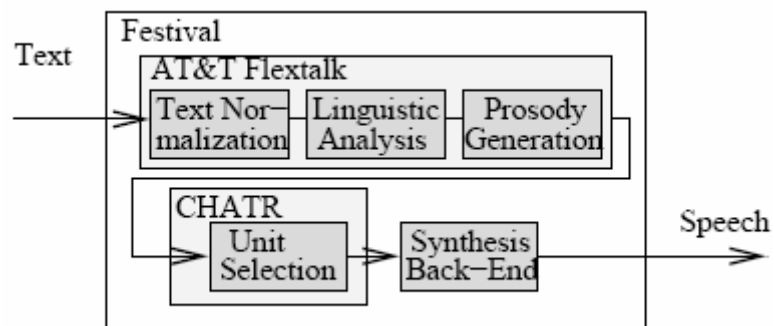 Festival
Text
AT&T Flextalk
Text Nor-
malization
Linguistic
Analysis
Prosody
Generation
CHATR
Unit
Selection
Synthesis
Back-End
Speech